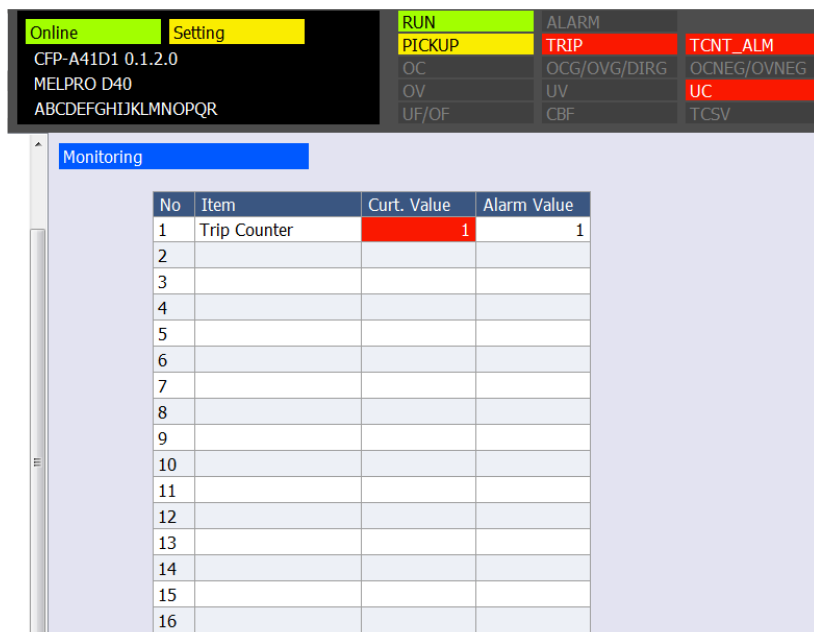 Online Setting
CFP-A41D1 0.1.2.0
MELPRO D40
ABCDEFGHIJKLMNOPQR
RUN ALARM
PICKUP TRIP TCNT_ALM
OC OCG/OVG/DIRG OCNEG/OVNEG
OV UV UC
UF/OF CBF TCSV
Monitoring
No Item Curt. Value Alarm Value
1 Trip Counter 1 1
2
3
4
5
6
7
8
9
10
11
12
13
14
15
16